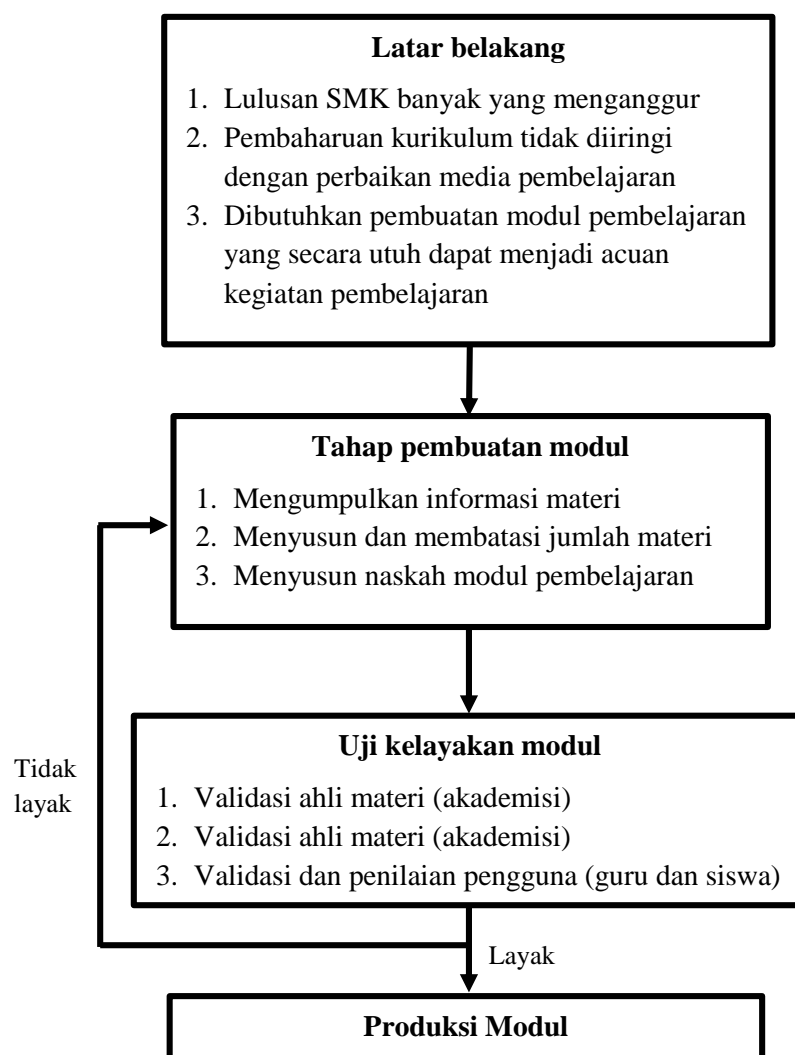 Latar belakang
1. Lulusan SMK banyak yang menganggur
2. Pembaharuan kurikulum tidak diiringi
dengan perbaikan media pembelajaran
3. Dibutuhkan pembuatan modul pembelajaran
yang secara utuh dapat menjadi acuan
kegiatan pembelajaran
Tahap pembuatan modul
1. Mengumpulkan informasi materi
2. Menyusun dan membatasi jumlah materi
3. Menyusun naskah modul pembelajaran
Uji kelayakan modul
Tidak
layak
1. Validasi ahli materi (akademisi)
2. Validasi ahli materi (akademisi)
3. Validasi dan penilaian pengguna (guru dan siswa)
Layak
Produksi Modul